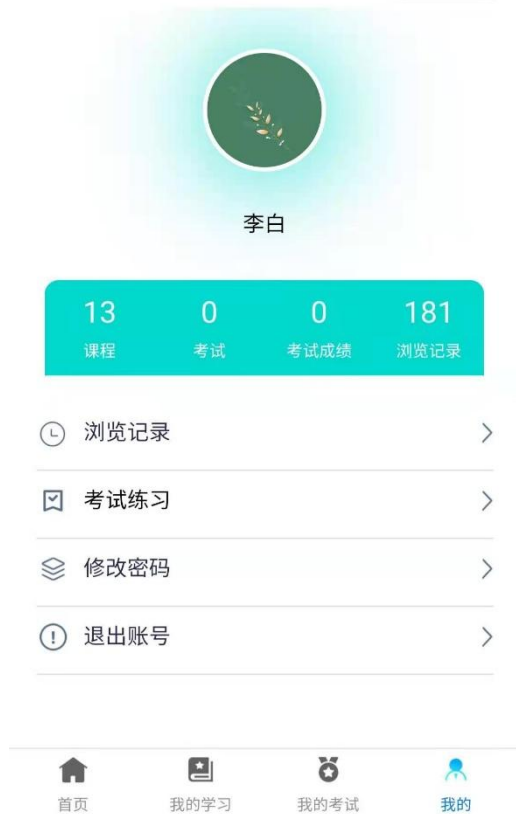 李白
13 0 0 181
课程 考试 考试成绩 浏览记录
浏览记录
考试练习
修改密码
退出账号
首页 我的学习 我的考试 我的